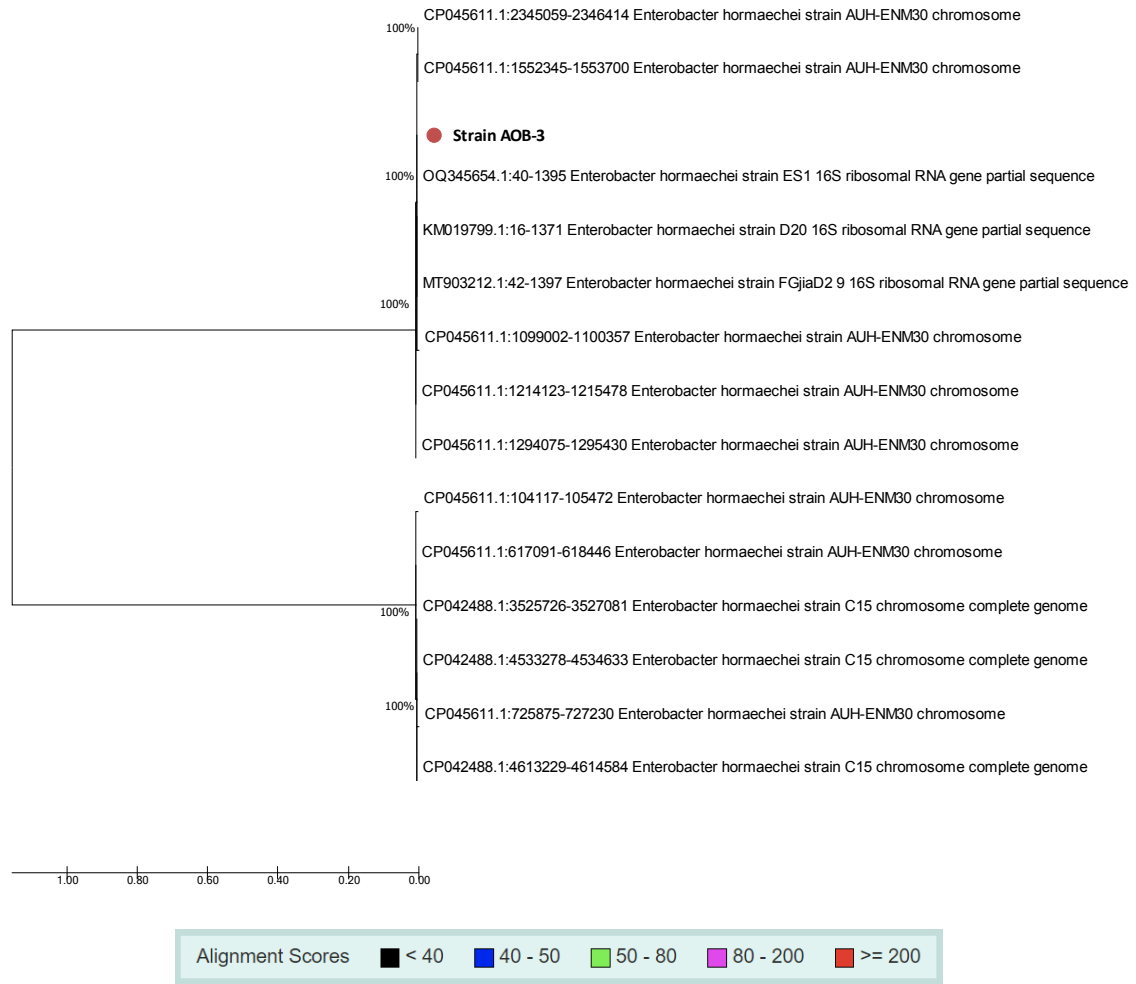 CP045611.1:2345059-2346414 Enterobacter hormaechei strain AUH-ENM30 chromosome
100%
CP045611.1:1552345-1553700 Enterobacter hormaechei strain AUH-ENM30 chromosome
Strain AOB-3
100%
OQ345654.1:40-1395 Enterobacter hormaechei strain ES1 16S ribosomal RNA gene partial sequence
KM019799.1:16-1371 Enterobacter hormaechei strain D20 16S ribosomal RNA gene partial sequence
MT903212.1:42-1397 Enterobacter hormaechei strain FGjiaD2 9 16S ribosomal RNA gene partial sequence
100%
CP045611.1:1099002-1100357 Enterobacter hormaechei strain AUH-ENM30 chromosome
CP045611.1:1214123-1215478 Enterobacter hormaechei strain AUH-ENM30 chromosome
CP045611.1:1294075-1295430 Enterobacter hormaechei strain AUH-ENM30 chromosome
CP045611.1:104117-105472 Enterobacter hormaechei strain AUH-ENM30 chromosome
CP045611.1:617091-618446 Enterobacter hormaechei strain AUH-ENM30 chromosome
CP042488.1:3525726-3527081 Enterobacter hormaechei strain C15 chromosome complete genome
100%
CP042488.1:4533278-4534633 Enterobacter hormaechei strain C15 chromosome complete genome
100%
CP045611.1:725875-727230 Enterobacter hormaechei strain AUH-ENM30 chromosome
CP042488.1:4613229-4614584 Enterobacter hormaechei strain C15 chromosome complete genome
1.00 0.80 0.60 0.40 0.20 0.00
Alignment Scores < 40 40 - 50 50 - 80 80 - 200 >= 200